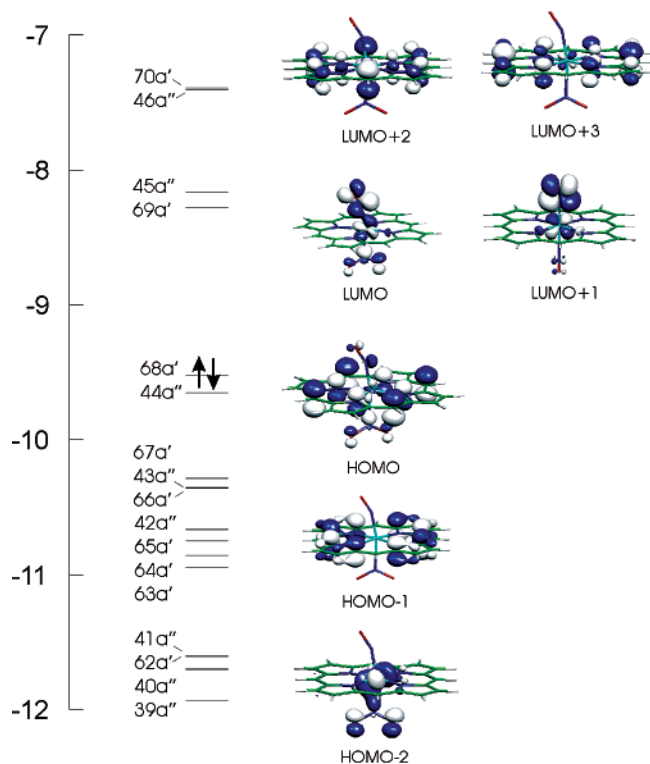 -7
70a'
46a"
LUMO+2
LUMO+3
-8
45a"
69a'
LUMO
LUMO+1
-9
68a'
44a"
HOMO
-10
67a'
43a"
66a'
42a"
65a'
64a'
63a'
HOMO-1
-11
41a"
62a'
40a"
39a"
HOMO-2
-12